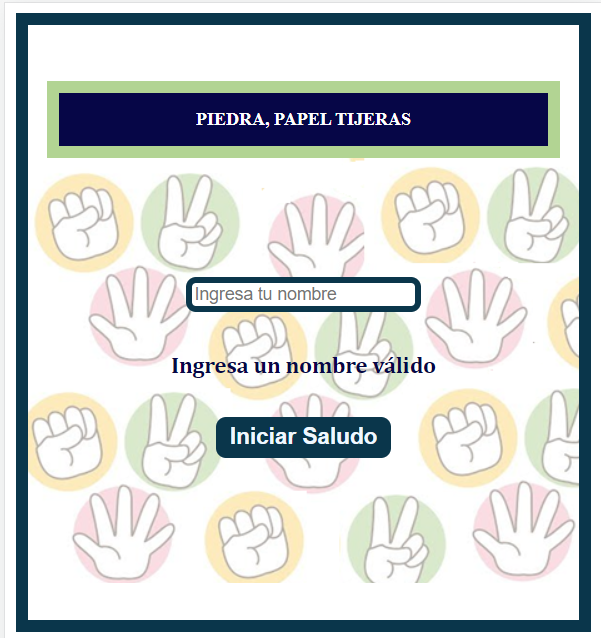 PIEDRA, PAPEL TIJERAS
Ingresa tu nombre
Ingresa un nombre válido
Iniciar Saludo